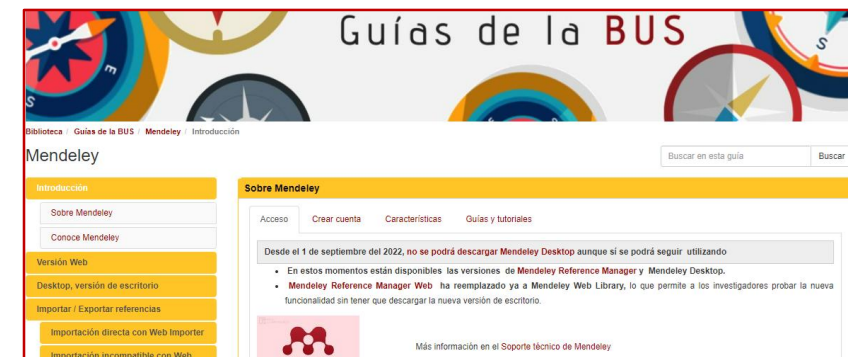 Guías de la BUS
Biblioteca / Guías de la BUS / Mendeley / Introducción
Mendeley
Buscar en esta guía
Buscar
Introducción
Sobre Mendeley
Conoce Mendeley
Versión Web
Desktop, versión de escritorio
Importar / Exportar referencias
Importación directa con Web Importer
Importación incompatible con Web
Sobre Mendeley
Acceso
Crear cuenta
Características
Guías y tutoriales
Desde el 1 de septiembre del 2022, no se podrá descargar Mendeley Desktop aunque sí se podrá seguir utilizando
• En estos momentos están disponibles las versiones de Mendeley Reference Manager y Mendeley Desktop.
• Mendeley Reference Manager Web ha reemplazado ya a Mendeley Web Library, lo que permite a los investigadores probar la nueva
funcionalidad sin tener que descargar la nueva versión de escritorio.
Más información en el Soporte técnico de Mendeley